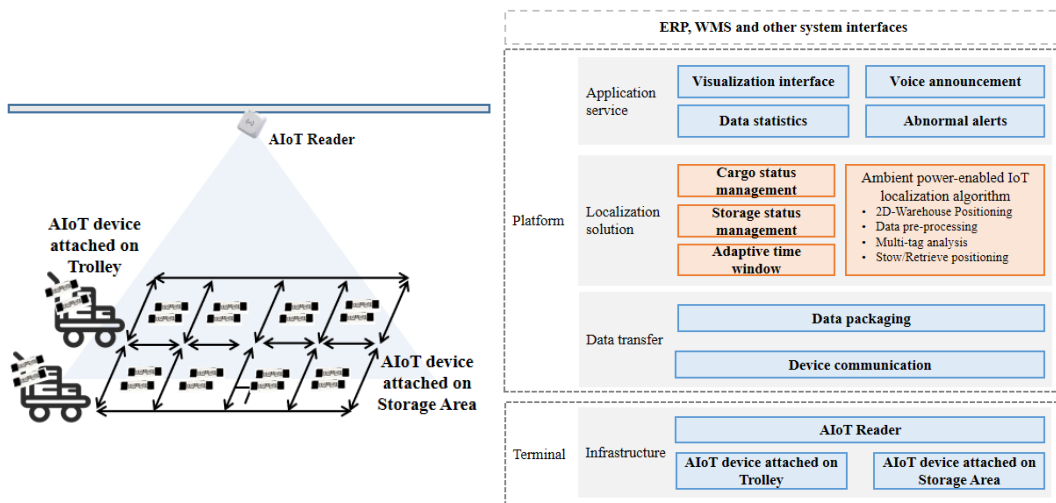 AIoT Reader
AIoT device
attached on
Trolley
AIoT device
attached on
Storage Area
ERP, WMS and other system interfaces
Platform
Application
service
Visualization interface
Voice announcement
Data statistics
Abnormal alerts
Localization
solution
Cargo status
management
Storage status
management
Adaptive time
window
Ambient power-enabled IoT
localization algorithm
• 2D-Warehouse Positioning
• Data pre-processing
• Multi-tag analysis
• Stow/Retrieve positioning
Data transfer
Data packaging
Device communication
Terminal
Infrastructure
AIoT Reader
AIoT device attached on
Trolley
AIoT device attached on
Storage Area